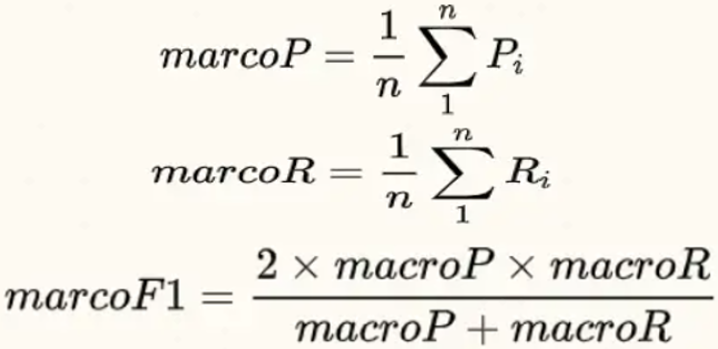 marcoP = \frac{1}{n} \sum_{1}^{n} P_i
marcoR = \frac{1}{n} \sum_{1}^{n} R_i
marcoF1 = \frac{2 \times macroP \times macroR}{macroP + macroR}